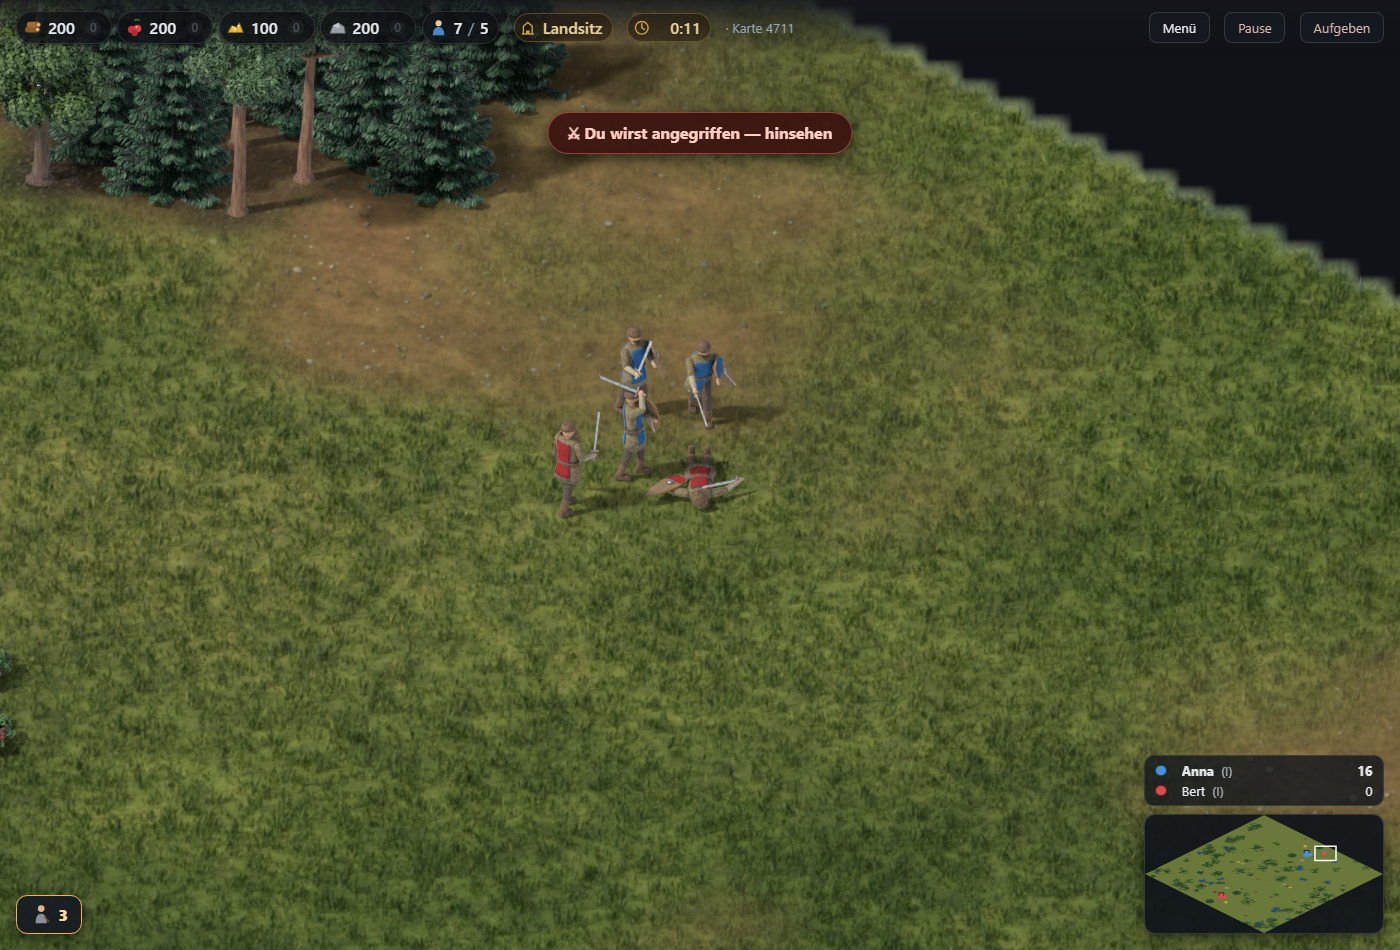 200 0 200 0 100 0 200 0 7 / 5 Landsitz 0:11 · Karte 4711 Menü Pause Aufgeben
⚔ Du wirst angegriffen — hinsehen
Anna (I) 16
Bert (I) 0
3